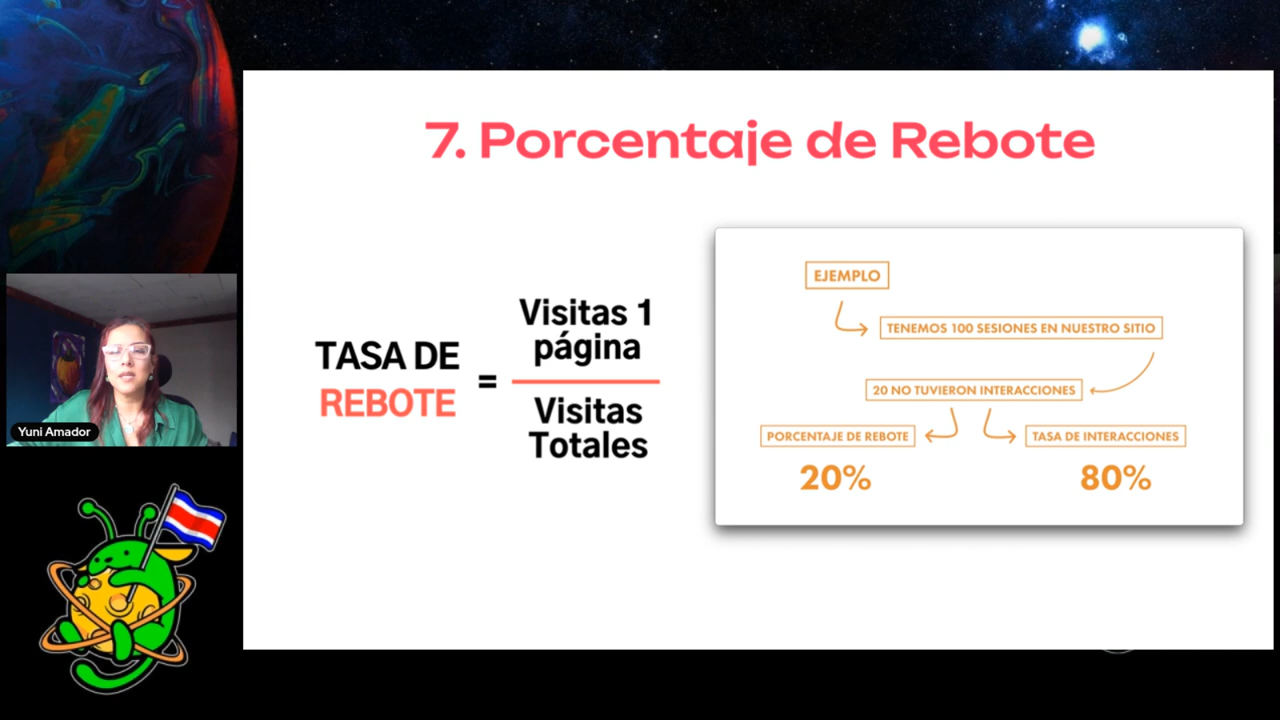 7. Porcentaje de Rebote
TASA DE
REBOTE
=
Visitas 1
página
Visitas
Totales
EJEMPLO
TENEMOS 100 SESIONES EN NUESTRO SITIO
20 NO TUVIERON INTERACCIONES
PORCENTAJE DE REBOTE
TASA DE INTERACCIONES
20%
80%
Yuni Amador